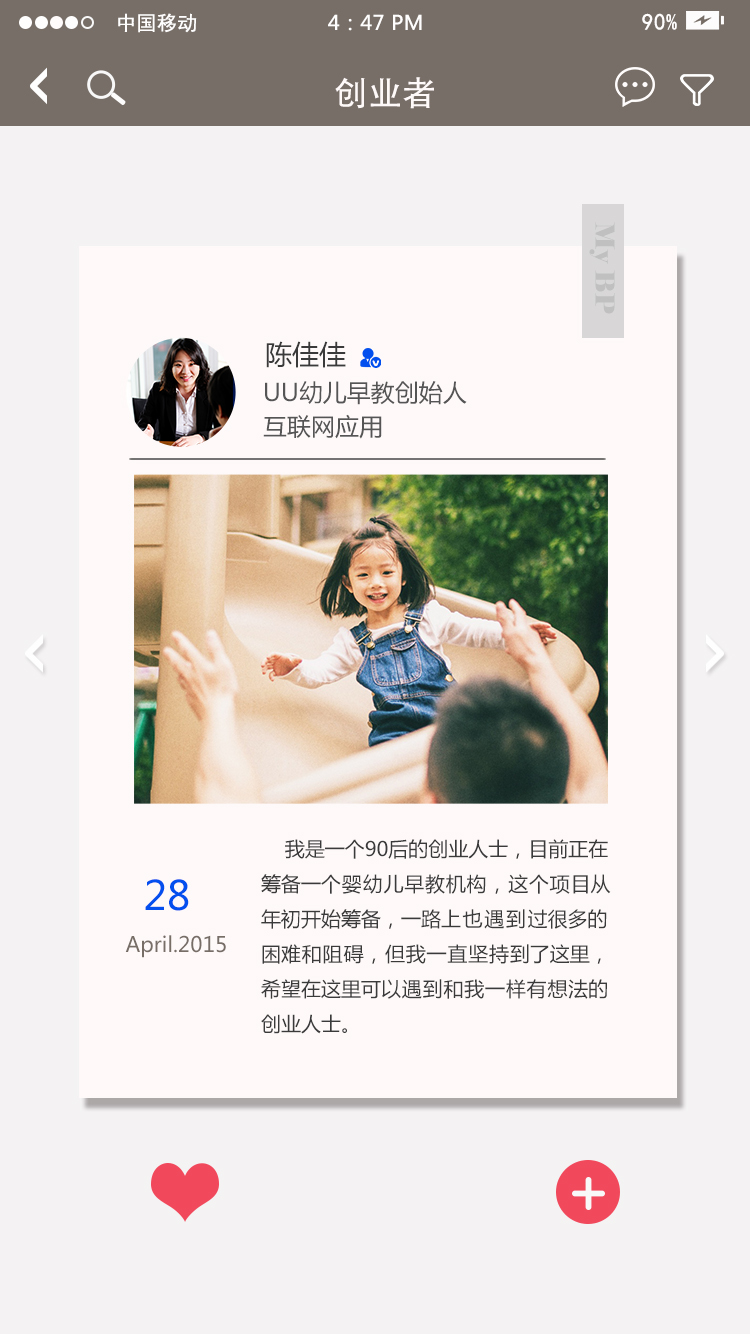 中国移动 4 : 47 PM 90%
创业者
My BP
陈佳佳
UU幼儿早教创始人
互联网应用
28
April.2015
我是一个90后的创业人士，目前正在
筹备一个婴幼儿早教机构，这个项目从
年初开始筹备，一路上也遇到过很多的
困难和阻碍，但我一直坚持到了这里，
希望在这里可以遇到和我一样有想法的
创业人士。